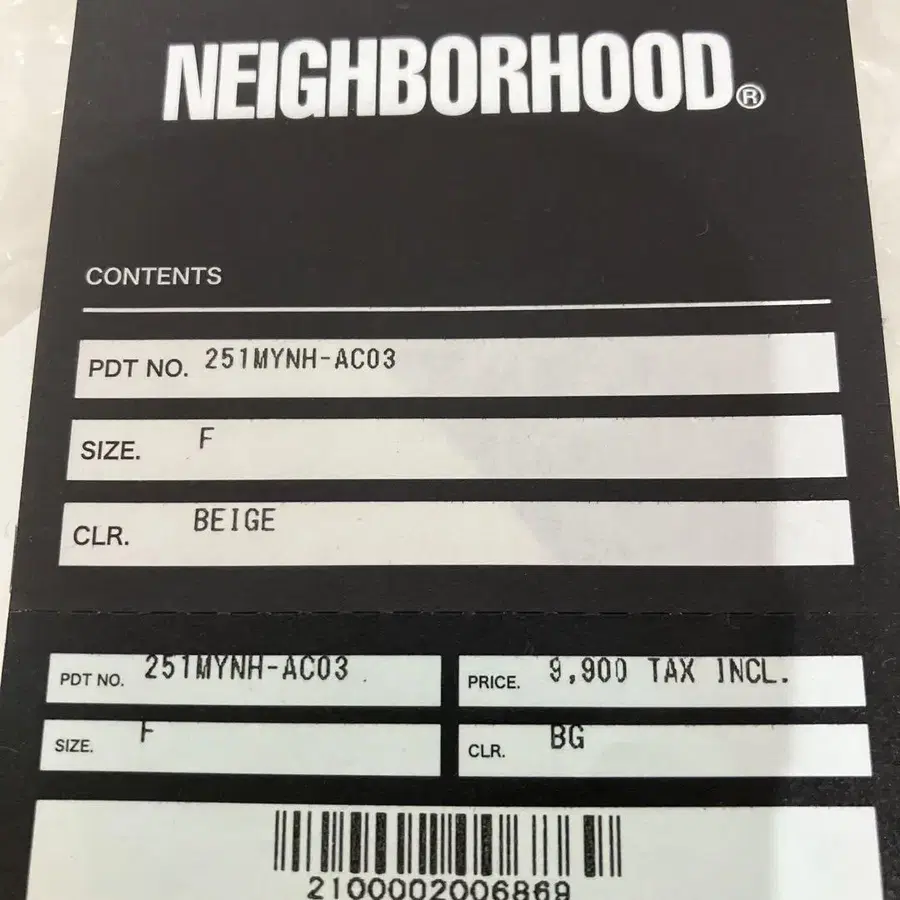 NEIGHBORHOOD®
CONTENTS
PDT NO. 251MYNH-AC03
SIZE. F
CLR. BEIGE
PDT NO. 251MYNH-AC03
PRICE. 9,900 TAX INCL.
SIZE. F
CLR. BG
2100002006869